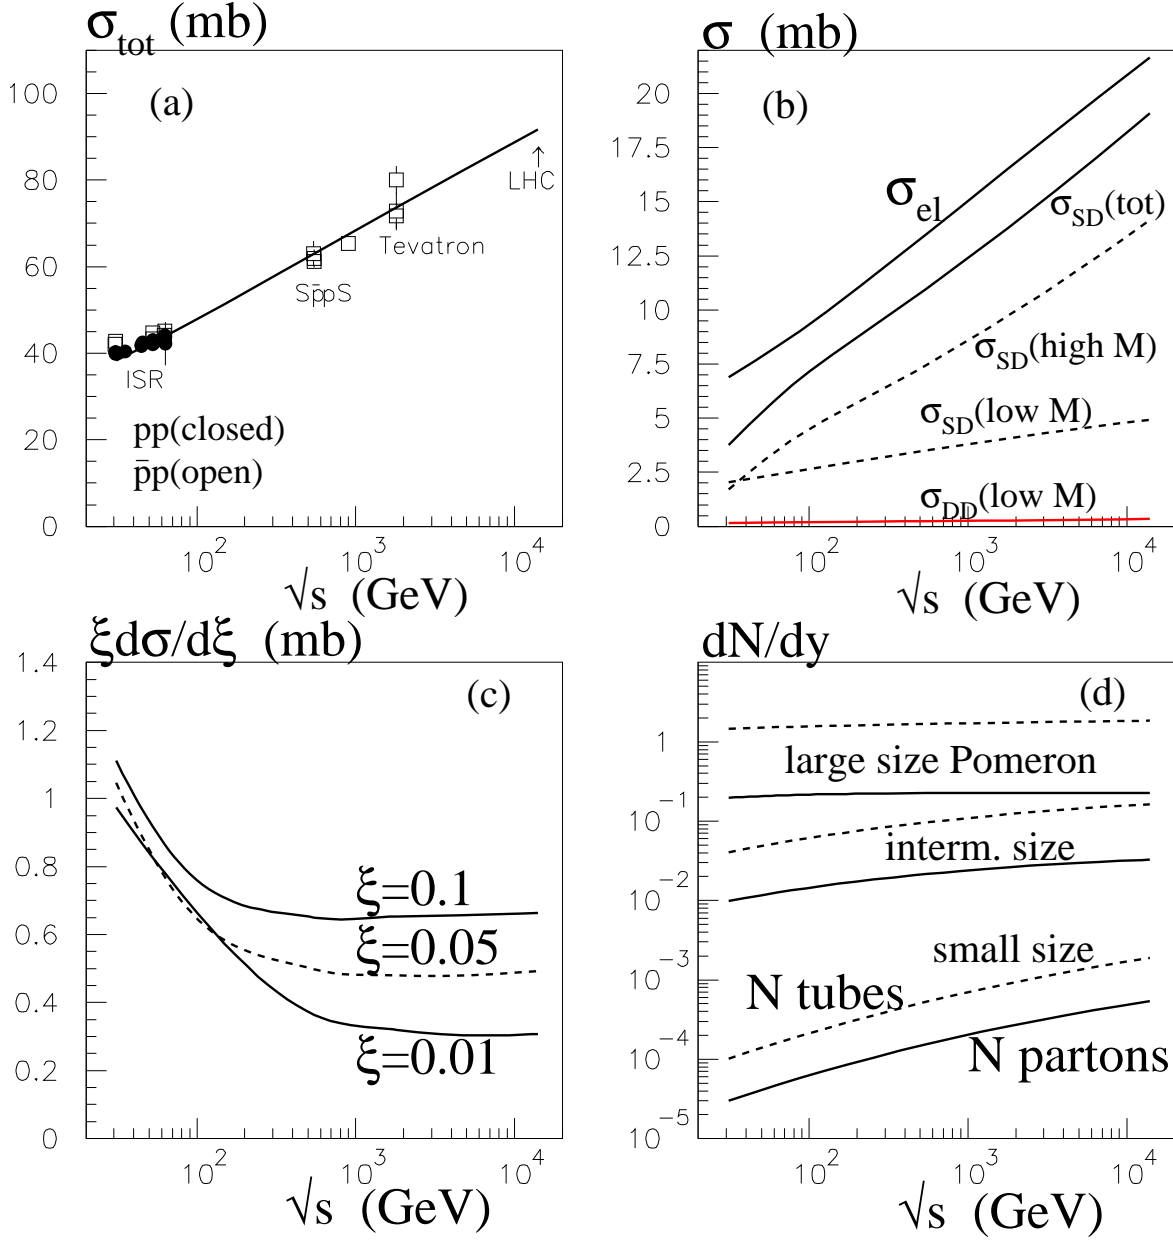 σtot (mb)
(a)
100
80
60
40
20
0
LHC
Tevatron
Sp̄pS
ISR
pp(closed)
p̄p(open)
10² 10³ 10⁴
√s (GeV)
σ (mb)
(b)
20
17.5
15
12.5
10
7.5
5
2.5
0
σel
σSD(tot)
σSD(high M)
σSD(low M)
σDD(low M)
10² 10³ 10⁴
√s (GeV)
ξdσ/dξ (mb)
(c)
1.4
1.2
1
0.8
0.6
0.4
0.2
0
ξ=0.1
ξ=0.05
ξ=0.01
10² 10³ 10⁴
√s (GeV)
dN/dy
(d)
1
10⁻¹
10⁻²
10⁻³
10⁻⁴
10⁻⁵
large size Pomeron
interm. size
small size
N tubes
N partons
10² 10³ 10⁴
√s (GeV)